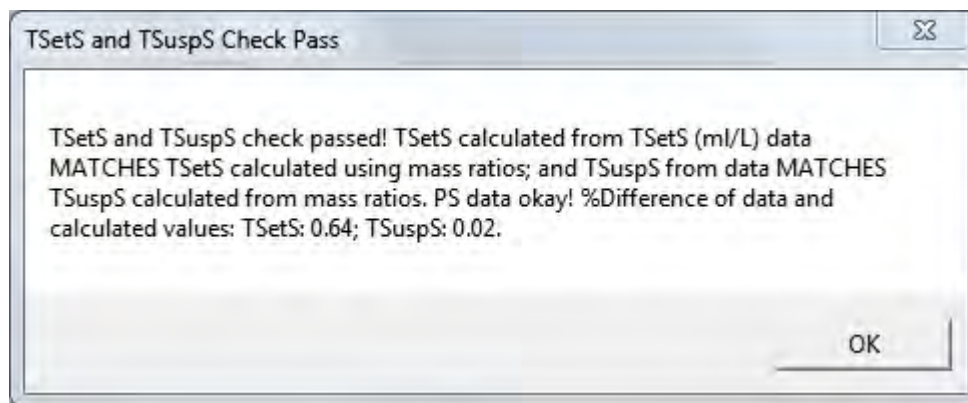 TSetS and TSuspS Check Pass
TSetS and TSuspS check passed! TSetS calculated from TSetS (ml/L) data
MATCHES TSetS calculated using mass ratios; and TSuspS from data MATCHES
TSuspS calculated from mass ratios. PS data okay! %Difference of data and
calculated values: TSetS: 0.64; TSuspS: 0.02.
OK